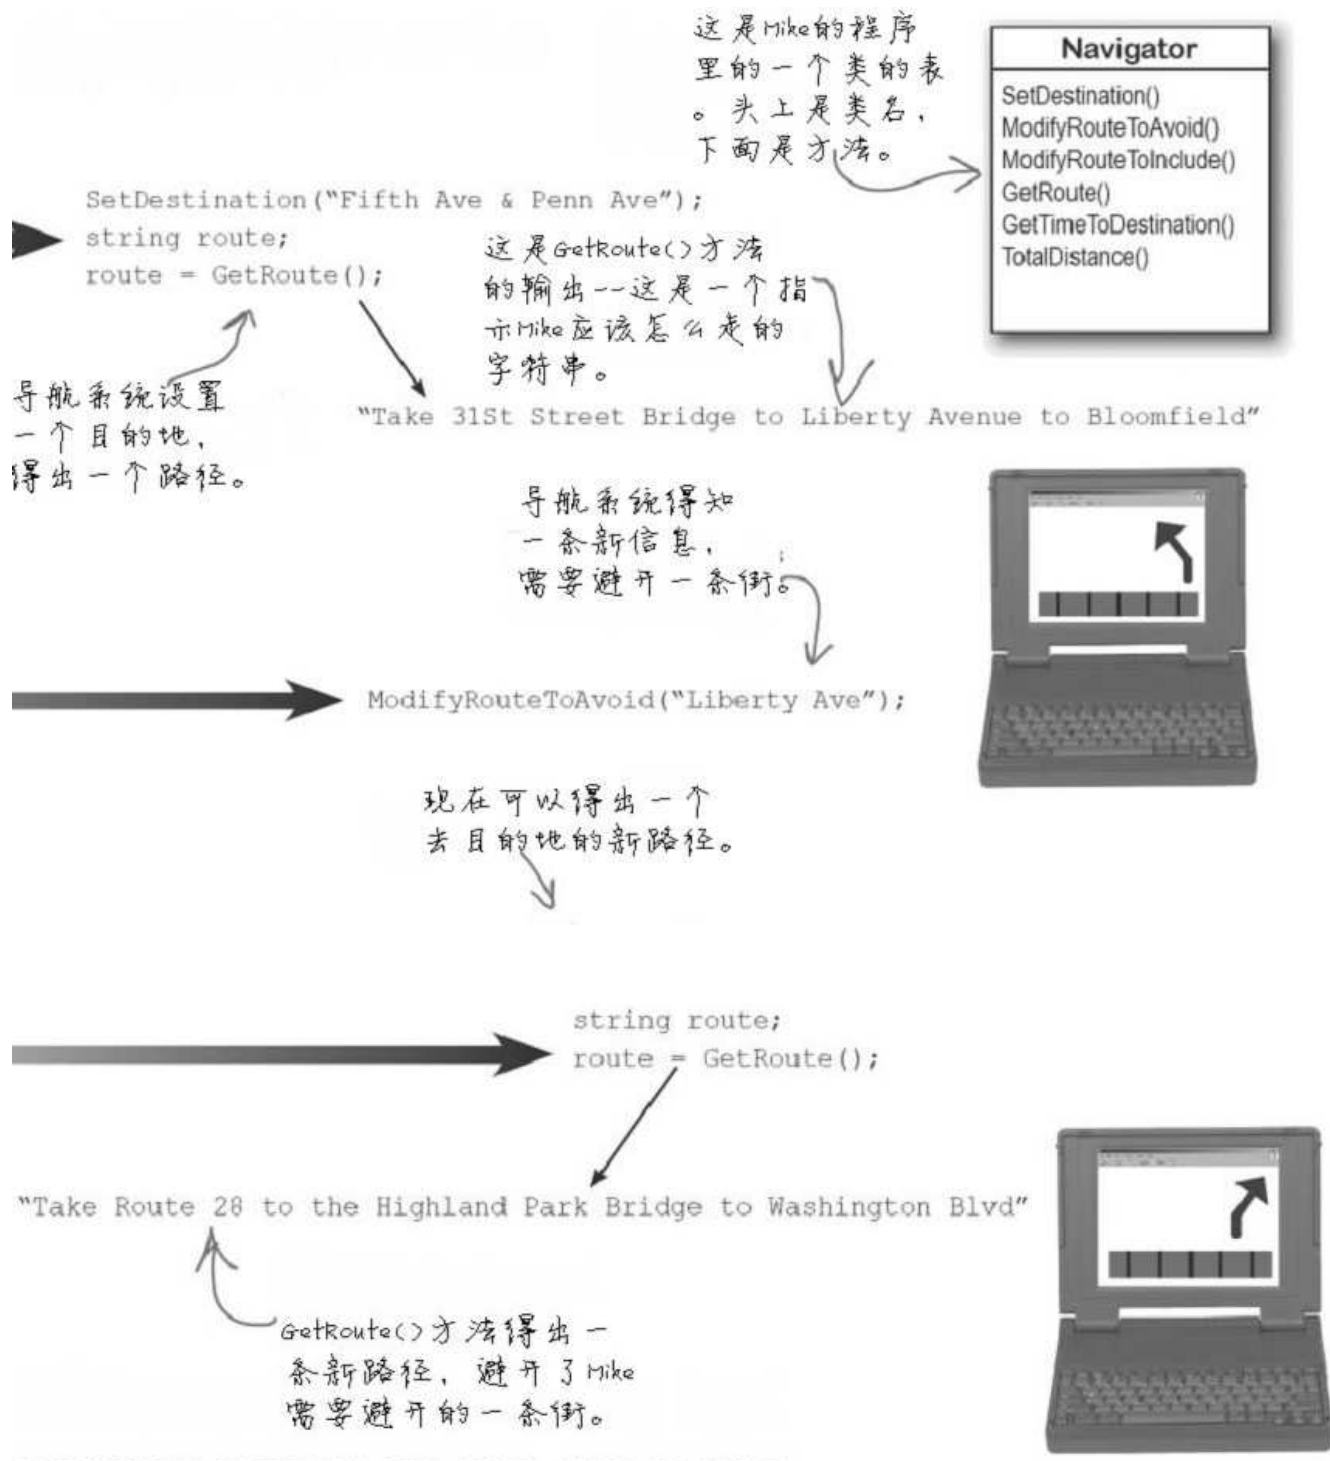 这是Mike的程序
里的一个类的表
。头上是类名,
下面是方法。
Navigator
SetDestination()
ModifyRouteToAvoid()
ModifyRouteToInclude()
GetRoute()
GetTimeToDestination()
TotalDistance()
SetDestination("Fifth Ave & Penn Ave");
string route;
route = GetRoute();
这是GetRoute()方法
的输出--这是一个指
示Mike应该怎么走的
字符串。
导航系统设置
一个目的地,
得出一个路径。
"Take 31St Street Bridge to Liberty Avenue to Bloomfield"
导航系统得知
一条新信息,
需要避开一条街。
ModifyRouteToAvoid("Liberty Ave");
现在可以得出一个
去目的地的新路径。
string route;
route = GetRoute();
"Take Route 28 to the Highland Park Bridge to Washington Blvd"
GetRoute()方法得出一
条新路径,避开了Mike
需要避开的一条街。